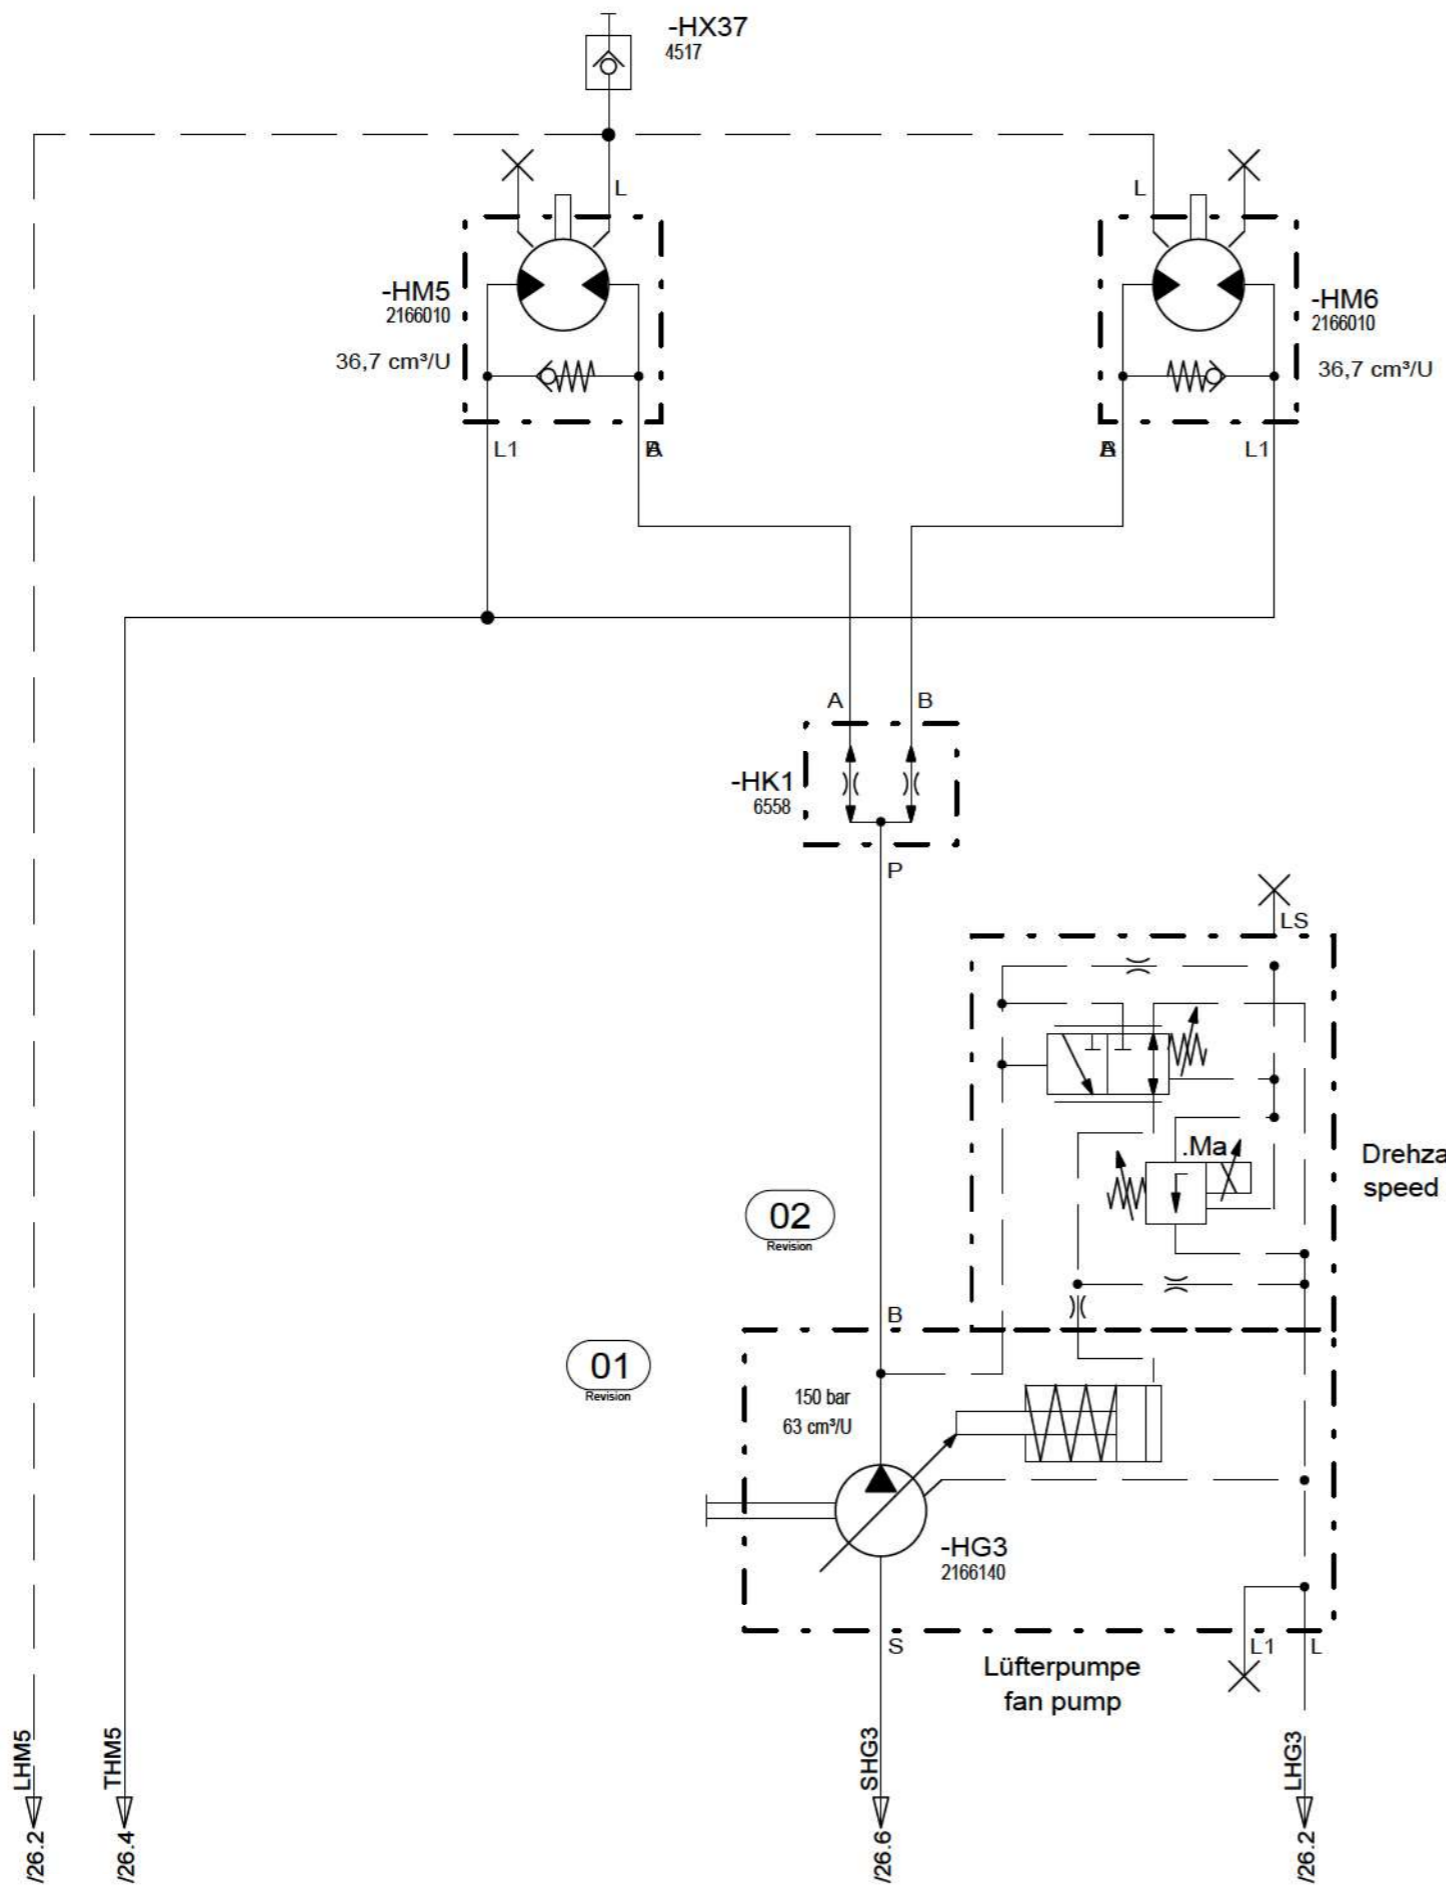 -HX37
4517
L
L
-HM5
2166010
36,7 cm³/U
-HM6
2166010
36,7 cm³/U
L1
L1
A
B
-HK1
6558
P
LS
.Ma
Drehza
speed
02
Revision
B
01
Revision
150 bar
63 cm³/U
-HG3
2166140
S
L1
L
Lüfterpumpe
fan pump
LHM5
/26.2
THM5
/26.4
SHG3
/26.6
LHG3
/26.2